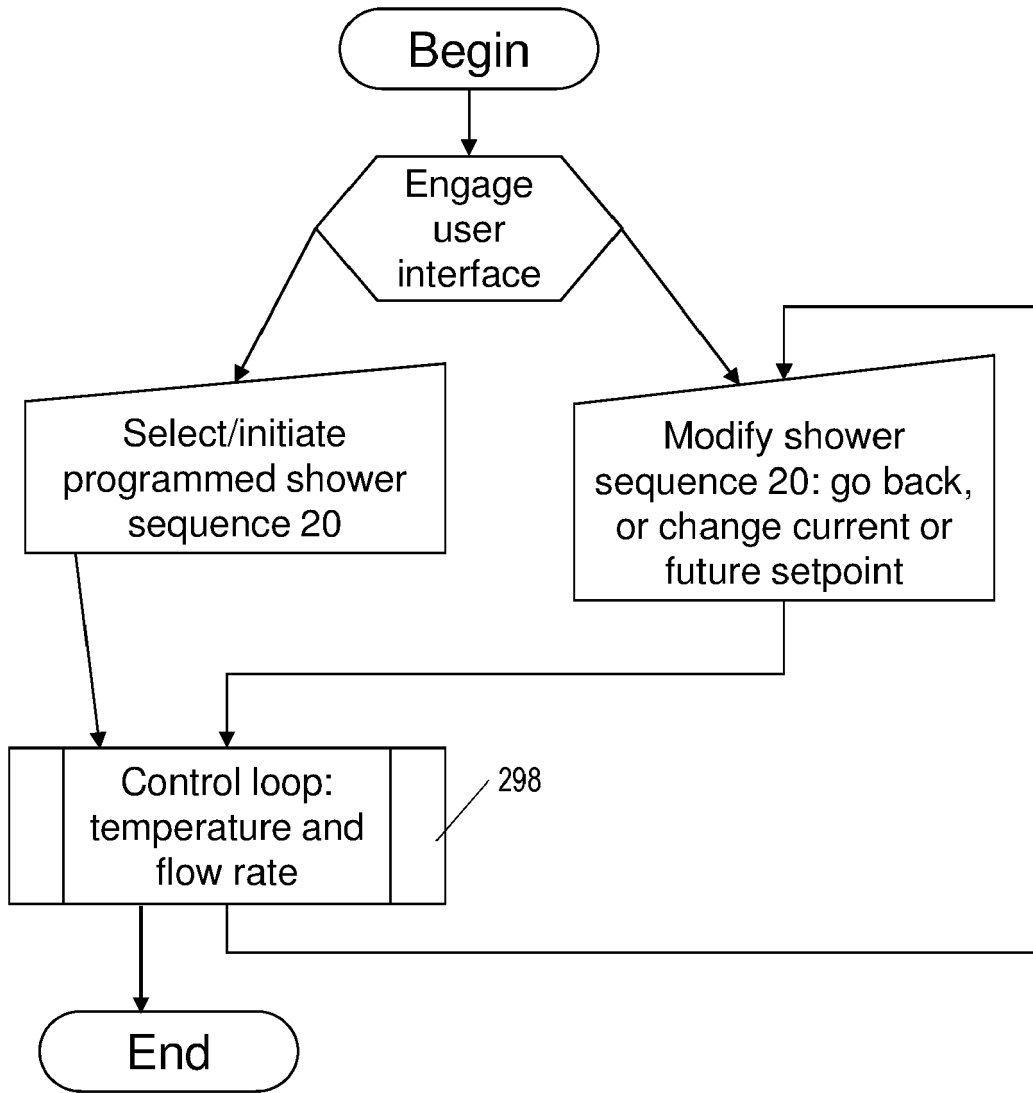 Begin
Engage
user
interface
Select/initiate
programmed shower
sequence 20
Modify shower
sequence 20: go back,
or change current or
future setpoint
Control loop:
temperature and
flow rate
298
End